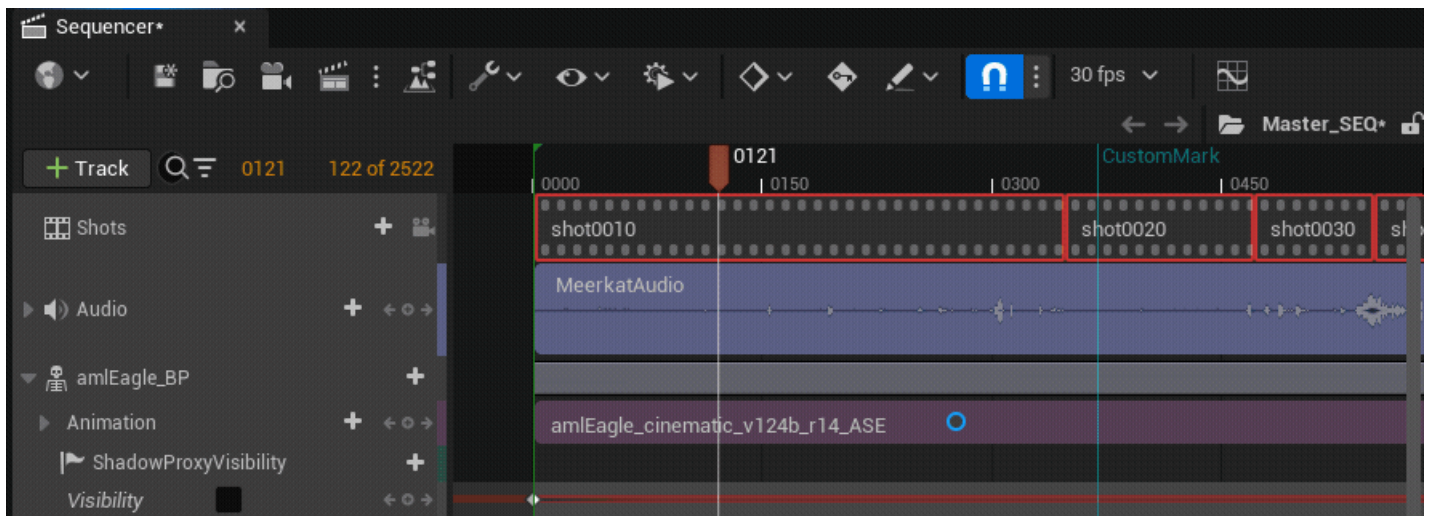 Sequencer*
30 fps
Master_SEQ*
Track
0121
122 of 2522
0121
CustomMark
0000
0150
0300
0450
Shots
shot0010
shot0020
shot0030
Audio
MeerkatAudio
amlEagle_BP
Animation
amlEagle_cinematic_v124b_r14_ASE
ShadowProxyVisibility
Visibility